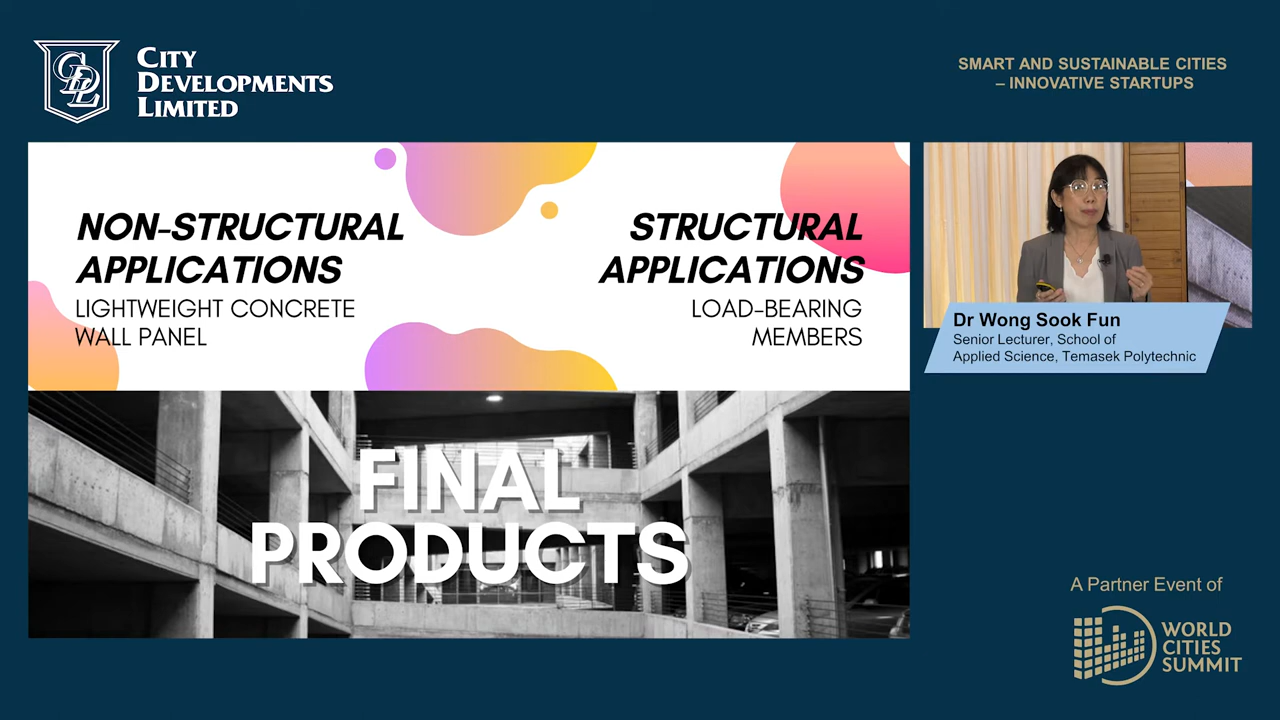 CDL
CITY
DEVELOPMENTS
LIMITED
SMART AND SUSTAINABLE CITIES
– INNOVATIVE STARTUPS
NON-STRUCTURAL
APPLICATIONS
LIGHTWEIGHT CONCRETE
WALL PANEL
STRUCTURAL
APPLICATIONS
LOAD-BEARING
MEMBERS
FINAL
PRODUCTS
Dr Wong Sook Fun
Senior Lecturer, School of
Applied Science, Temasek Polytechnic
A Partner Event of
WORLD
CITIES
SUMMIT